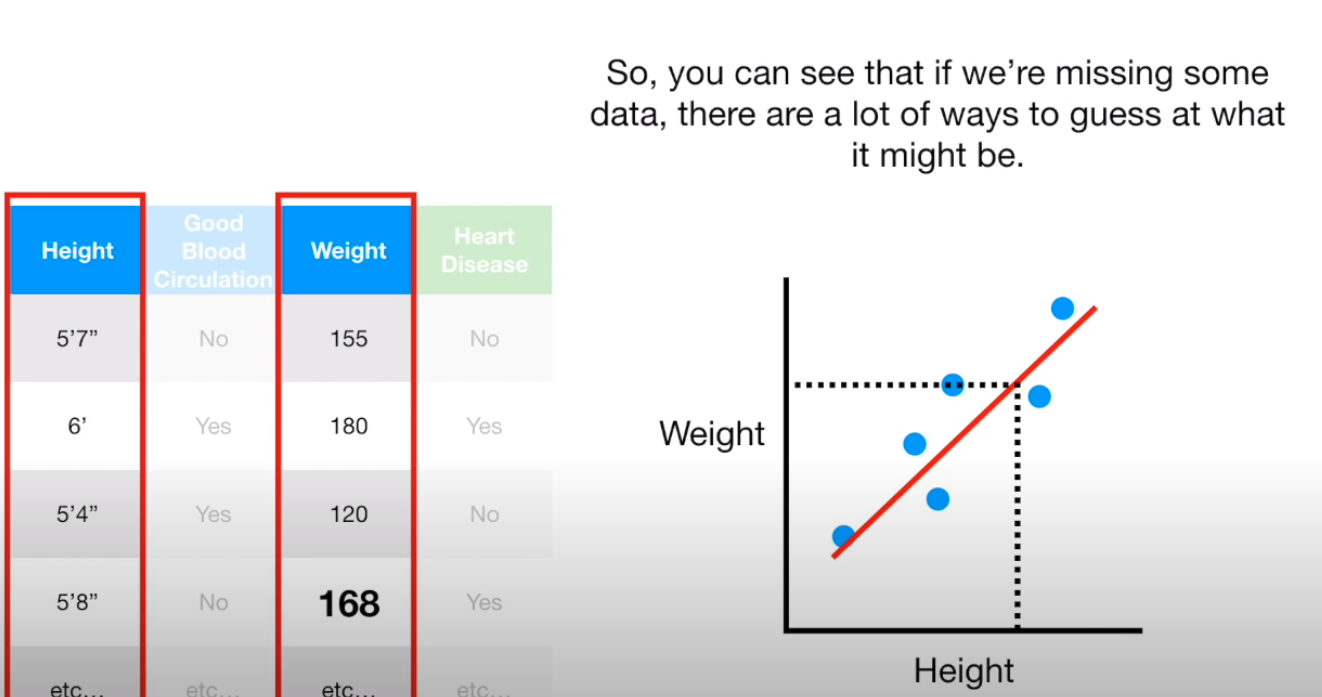 So, you can see that if we’re missing some
data, there are a lot of ways to guess at what
it might be.
Height
Good
Blood
Circulation
Weight
Heart
Disease
5’7” No 155 No
6’ Yes 180 Yes
5’4” Yes 120 No
5’8” No 168 Yes
etc... etc... etc... etc...
Weight
Height